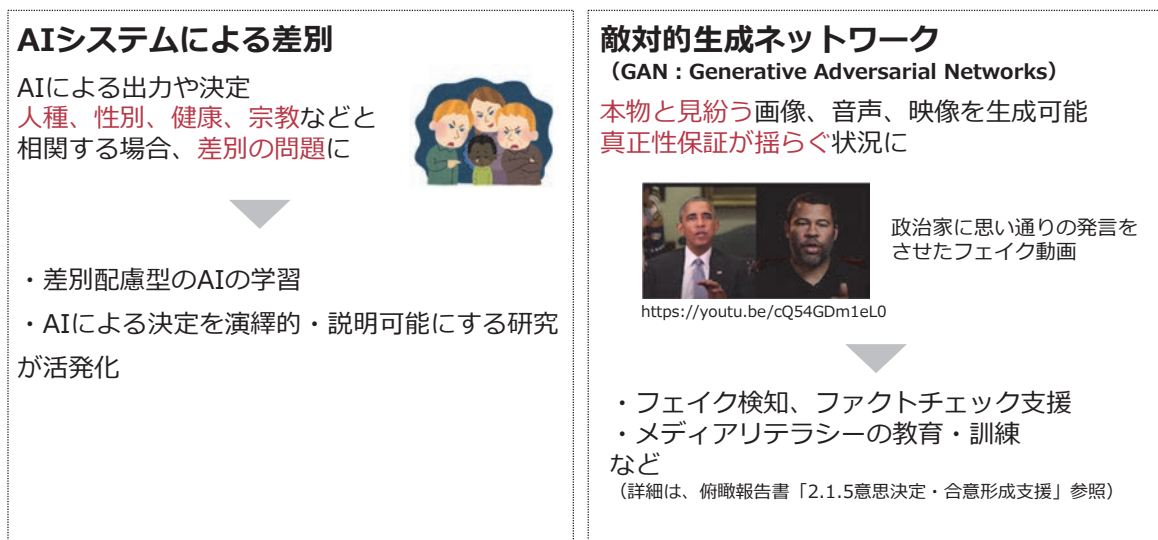 AIシステムによる差別
AIによる出力や決定
人種、性別、健康、宗教などと
相関する場合、差別の問題に
・差別配慮型のAIの学習
・AIによる決定を演繹的・説明可能にする研究
が活発化
敵対的生成ネットワーク
（GAN：Generative Adversarial Networks）
本物と見紛う画像、音声、映像を生成可能
真正性保証が揺らぐ状況に
政治家に思い通りの発言を
させたフェイク動画
https://youtu.be/cQ54GDm1eL0
・フェイク検知、ファクトチェック支援
・メディアリテラシーの教育・訓練
など
（詳細は、俯瞰報告書「2.1.5意思決定・合意形成支援」参照）